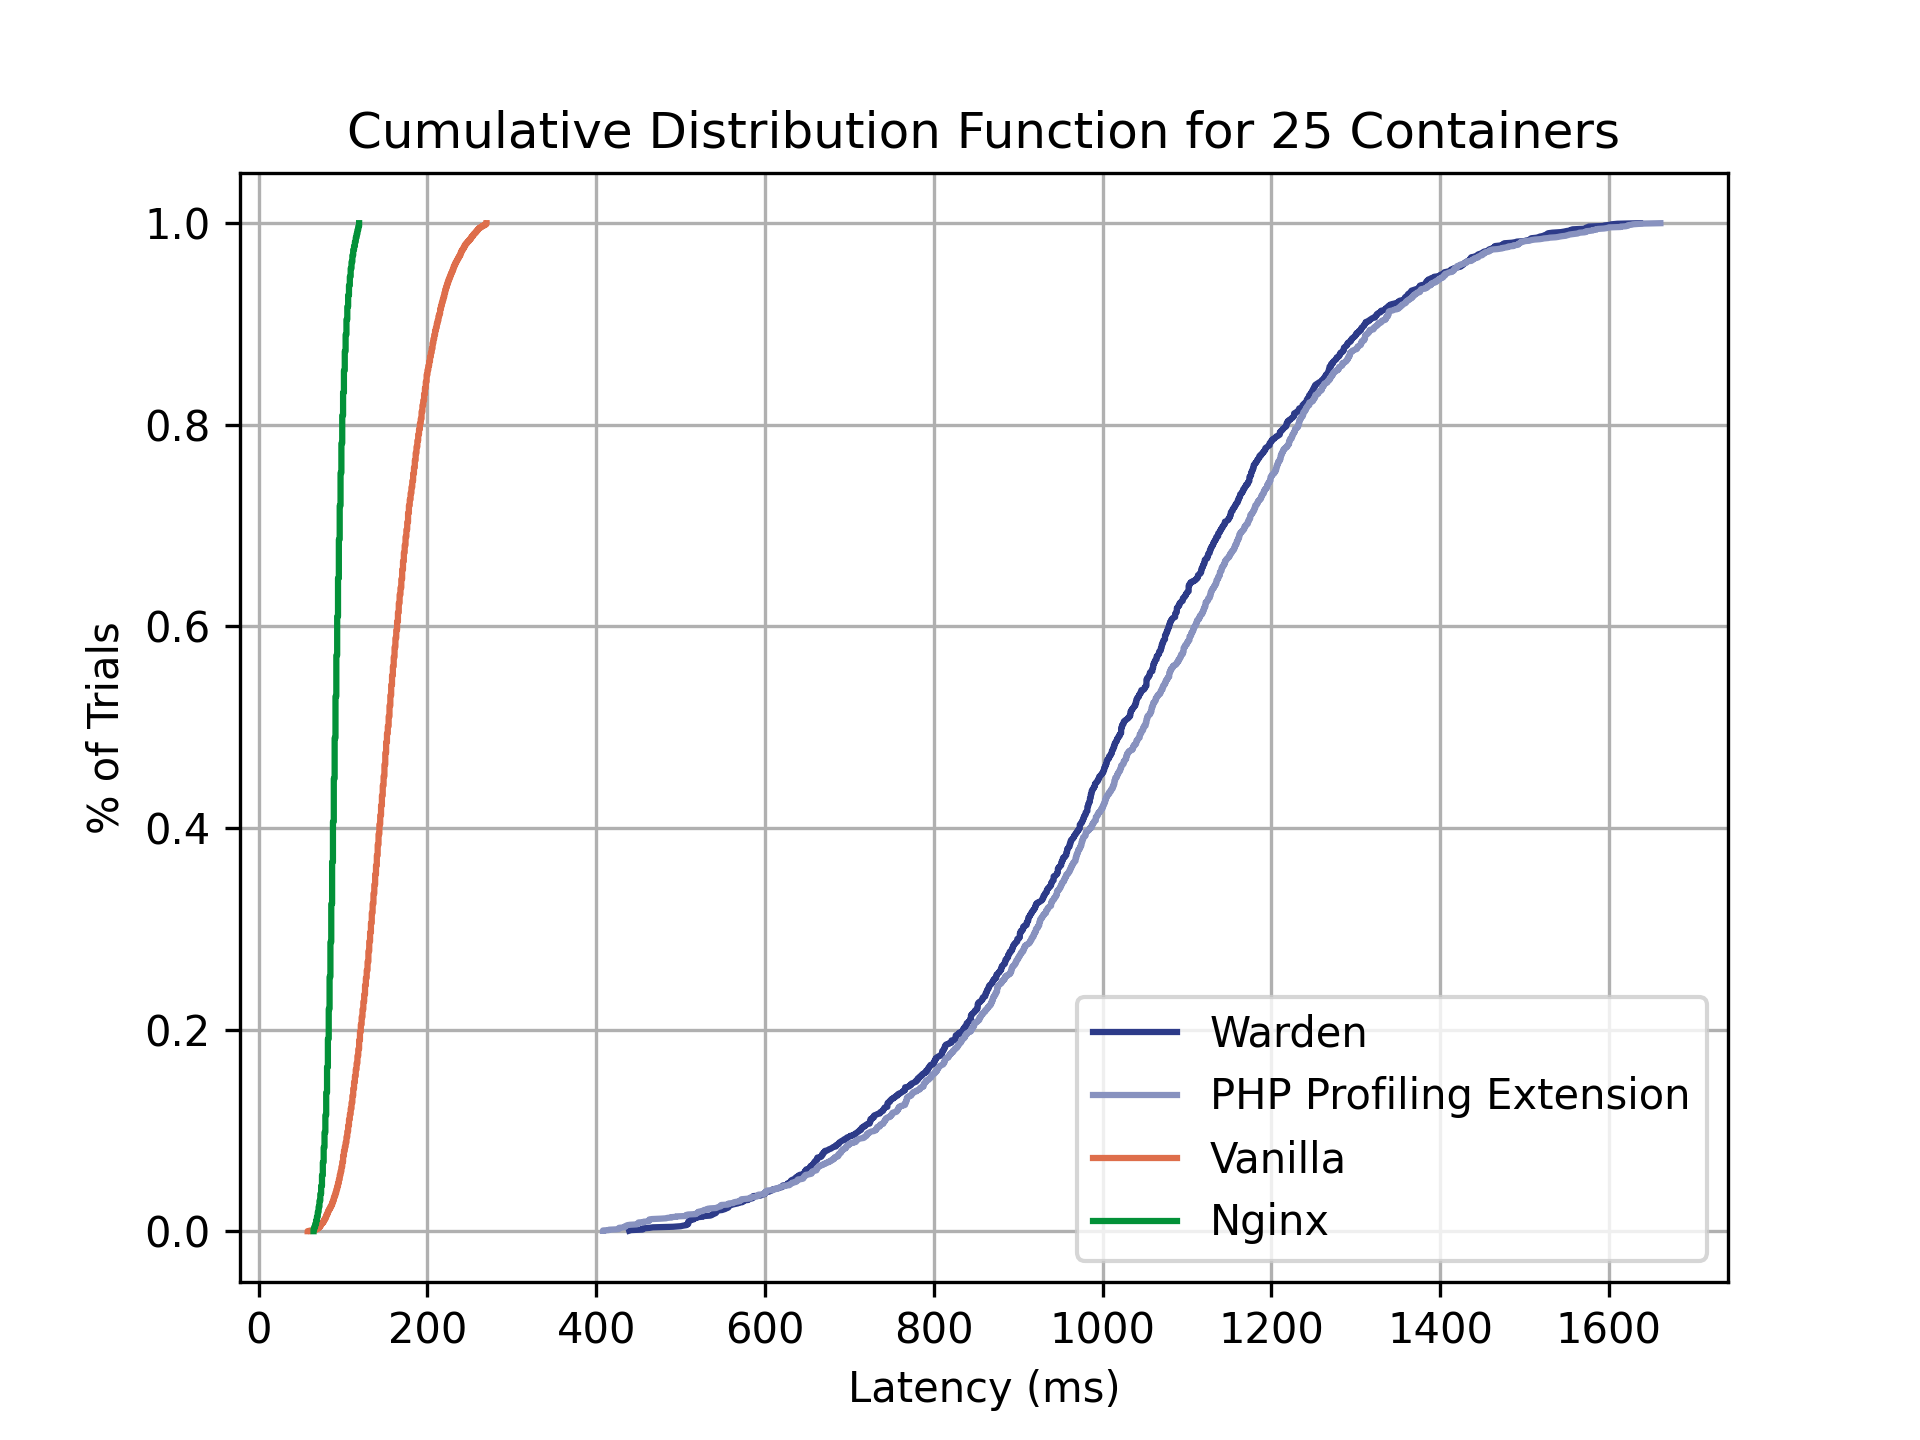 Cumulative Distribution Function for 25 Containers
1.0
0.8
0.6
0.4
0.2
0.0
% of Trials
0 200 400 600 800 1000 1200 1400 1600
Latency (ms)
Warden
PHP Profiling Extension
Vanilla
Nginx